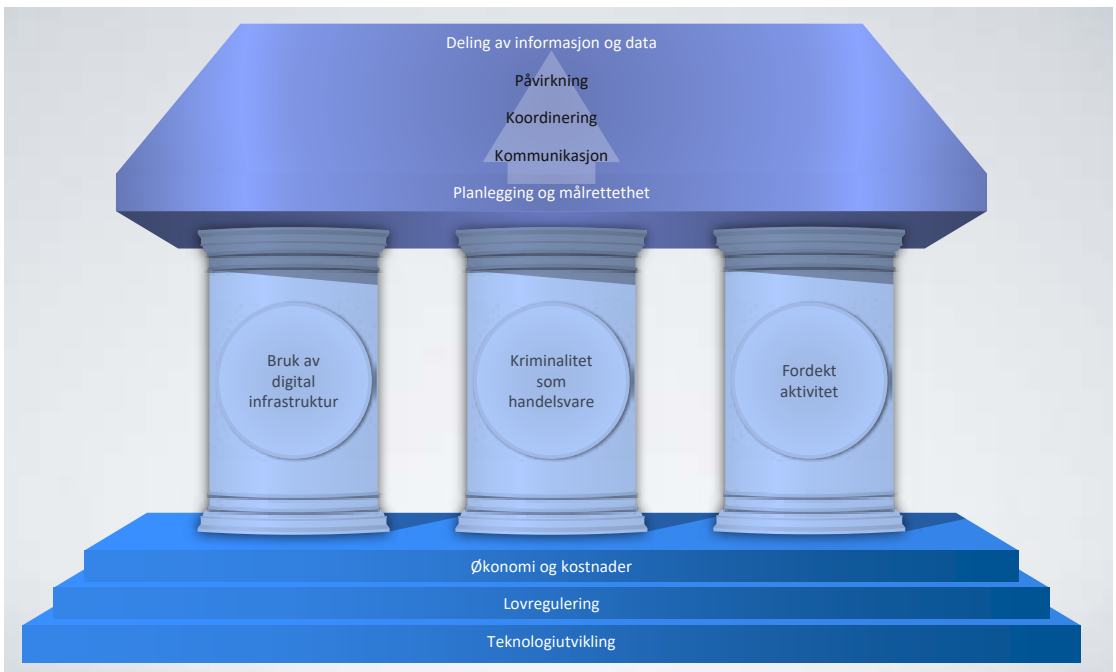 Deling av informasjon og data
Påvirkning
Koordinering
Kommunikasjon
Planlegging og målrettethet
Bruk av
digital
infrastruktur
Kriminalitet
som
handelsvare
Fordekt
aktivitet
Økonomi og kostnader
Lovregulering
Teknologiutvikling